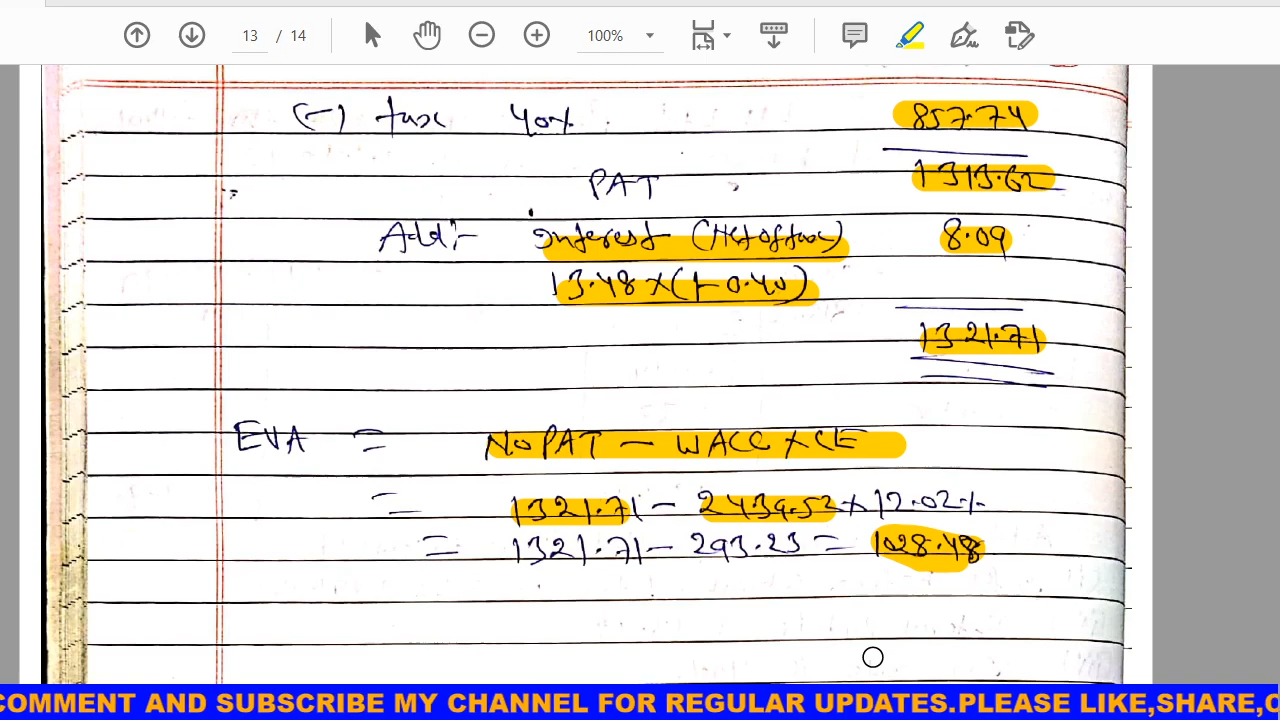 13 / 14
100%
(-) tax 40% 857.74
PAT 1313.62
Add:- Interest (Net of tax) 8.09
13.48 x (1-0.40)
1321.71
EVA = NOPAT - WACC x CE
= 1321.71 - 2439.52 x 12.02%
= 1321.71 - 293.23 = 1028.48
COMMENT AND SUBSCRIBE MY CHANNEL FOR REGULAR UPDATES.PLEASE LIKE,SHARE,C